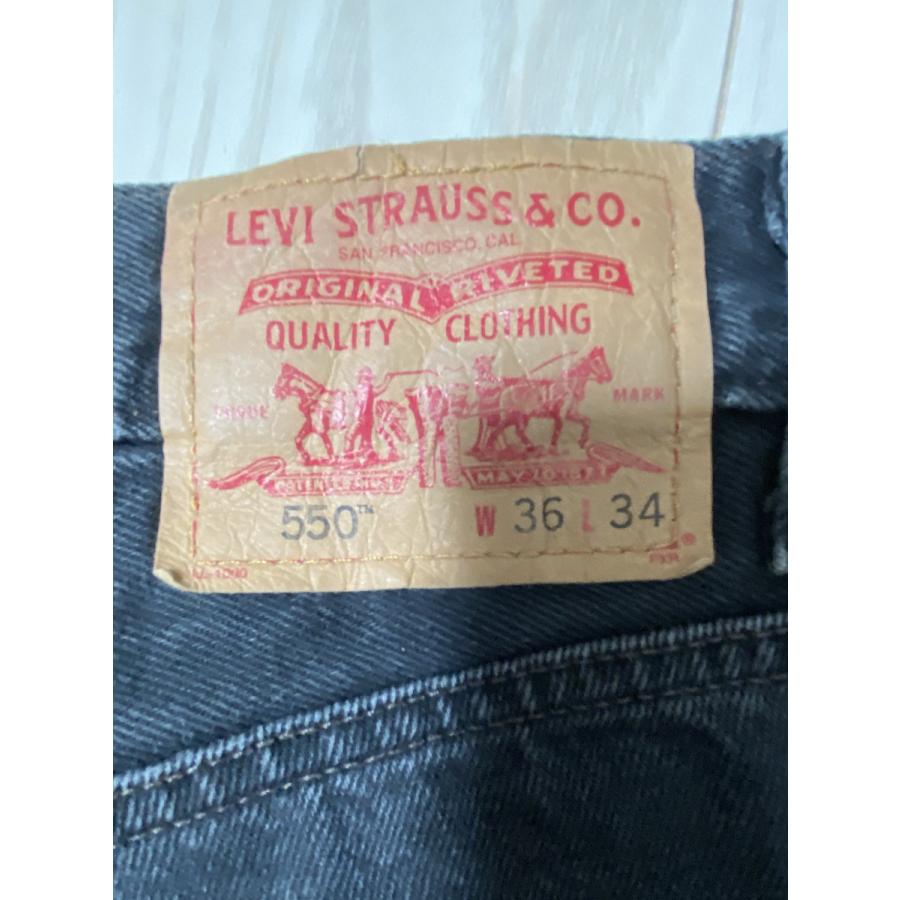 LEVI STRAUSS & CO.
SAN FRANCISCO, CAL.
ORIGINAL RIVETED
QUALITY CLOTHING
MARK
MAY 20 1873
550™ W 36 L 34
®